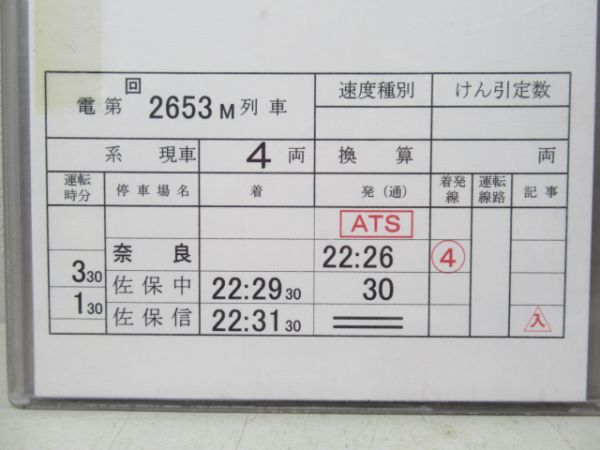 電第回2653M列車 速度種別 けん引定数
系 現車 4両 換算 両
運転時分 停車場名 着 発(通) 着発線 運転線路 記事
ATS
奈良 22:26 ④
3 30
佐保中 22:29 30 30
1 30
佐保信 22:31 30 入